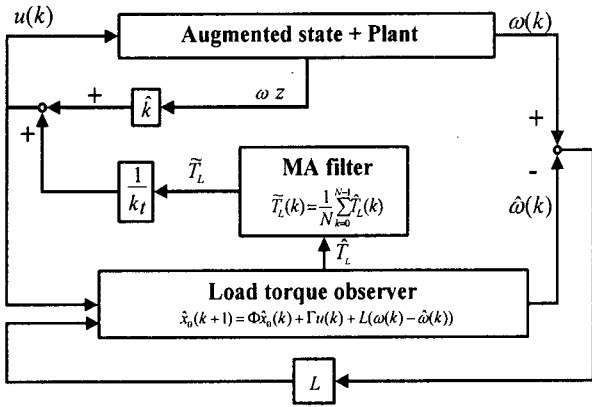 u(k)
Augmented state + Plant
ω(k)
+
k̂
ω z
+
+
-
1/k_t
T̃_L
MA filter
T̃_L(k) = 1/N ∑_{k=0}^{N-1} T̂_L(k)
ω̂(k)
T̂_L
Load torque observer
x̂_0(k+1) = Φx̂_0(k) + Γu(k) + L(ω(k) − ω̂(k))
L